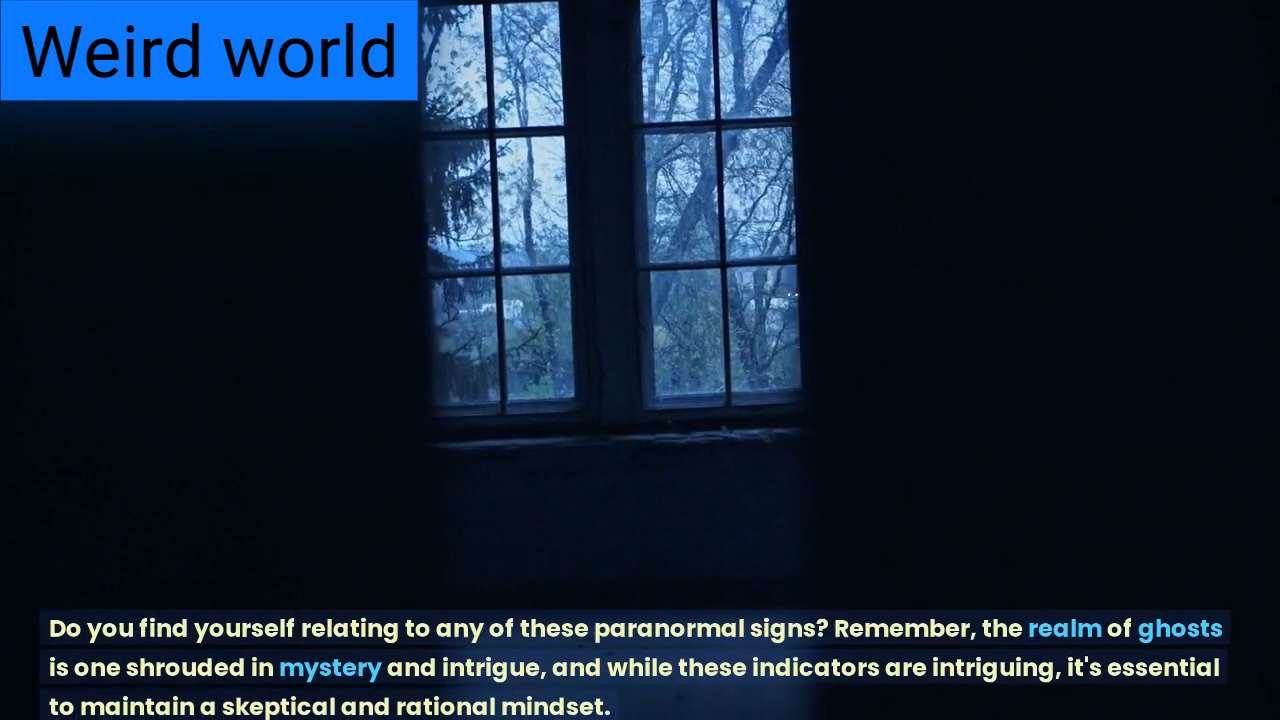 Weird world
Do you find yourself relating to any of these paranormal signs? Remember, the realm of ghosts
is one shrouded in mystery and intrigue, and while these indicators are intriguing, it's essential
to maintain a skeptical and rational mindset.